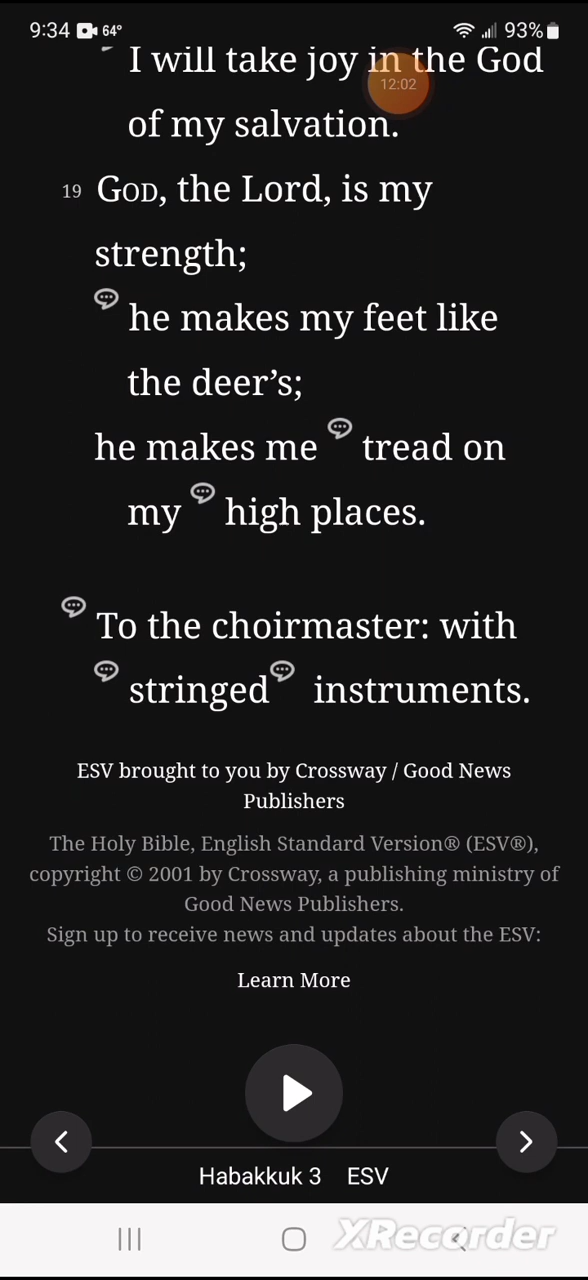 9:34 64° 93%
I will take joy in the God
12:02
of my salvation.
19 GOD, the Lord, is my
strength;
he makes my feet like
the deer’s;
he makes me tread on
my high places.
To the choirmaster: with
stringed instruments.
ESV brought to you by Crossway / Good News
Publishers
The Holy Bible, English Standard Version® (ESV®),
copyright © 2001 by Crossway, a publishing ministry of
Good News Publishers.
Sign up to receive news and updates about the ESV:
Learn More
Habakkuk 3 ESV
XRecorder